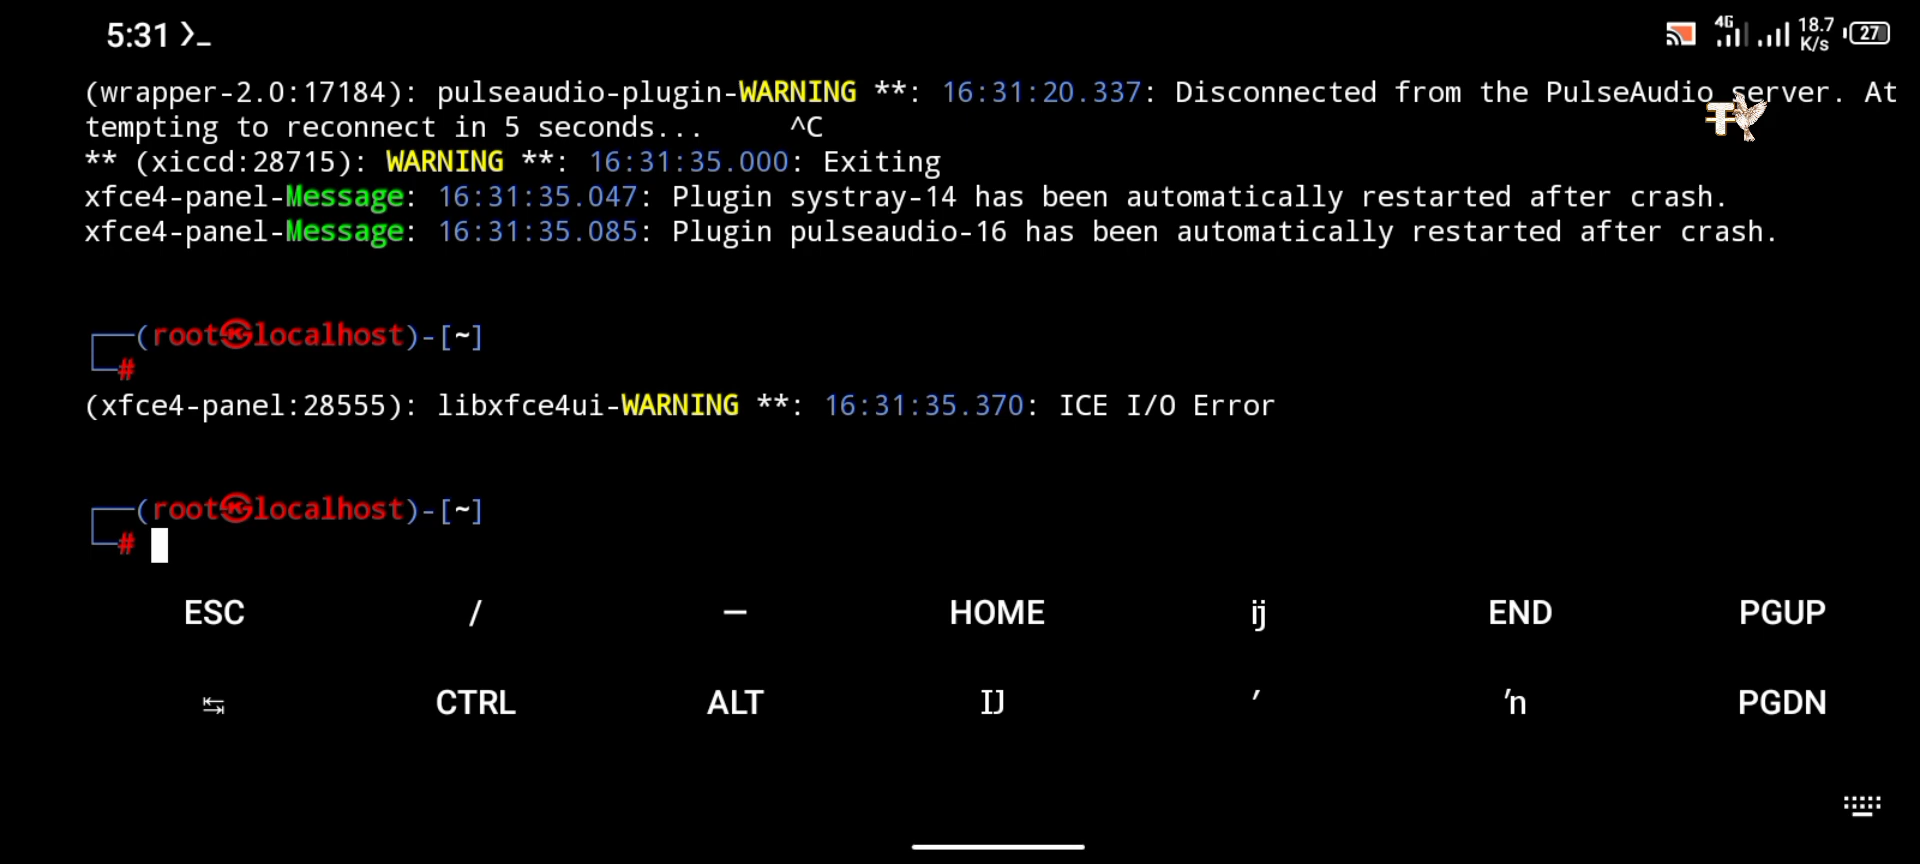 5:31
4G 18.7 K/s 27
(wrapper-2.0:17184): pulseaudio-plugin-WARNING **: 16:31:20.337: Disconnected from the PulseAudio server. At
tempting to reconnect in 5 seconds...     ^C
** (xiccd:28715): WARNING **: 16:31:35.000: Exiting
xfce4-panel-Message: 16:31:35.047: Plugin systray-14 has been automatically restarted after crash.
xfce4-panel-Message: 16:31:35.085: Plugin pulseaudio-16 has been automatically restarted after crash.
┌──(root㉿localhost)-[~]
└─#
(xfce4-panel:28555): libxfce4ui-WARNING **: 16:31:35.370: ICE I/O Error
┌──(root㉿localhost)-[~]
└─#
ESC / — HOME ĳ END PGUP
↹ CTRL ALT Ĳ ′ ŉ PGDN